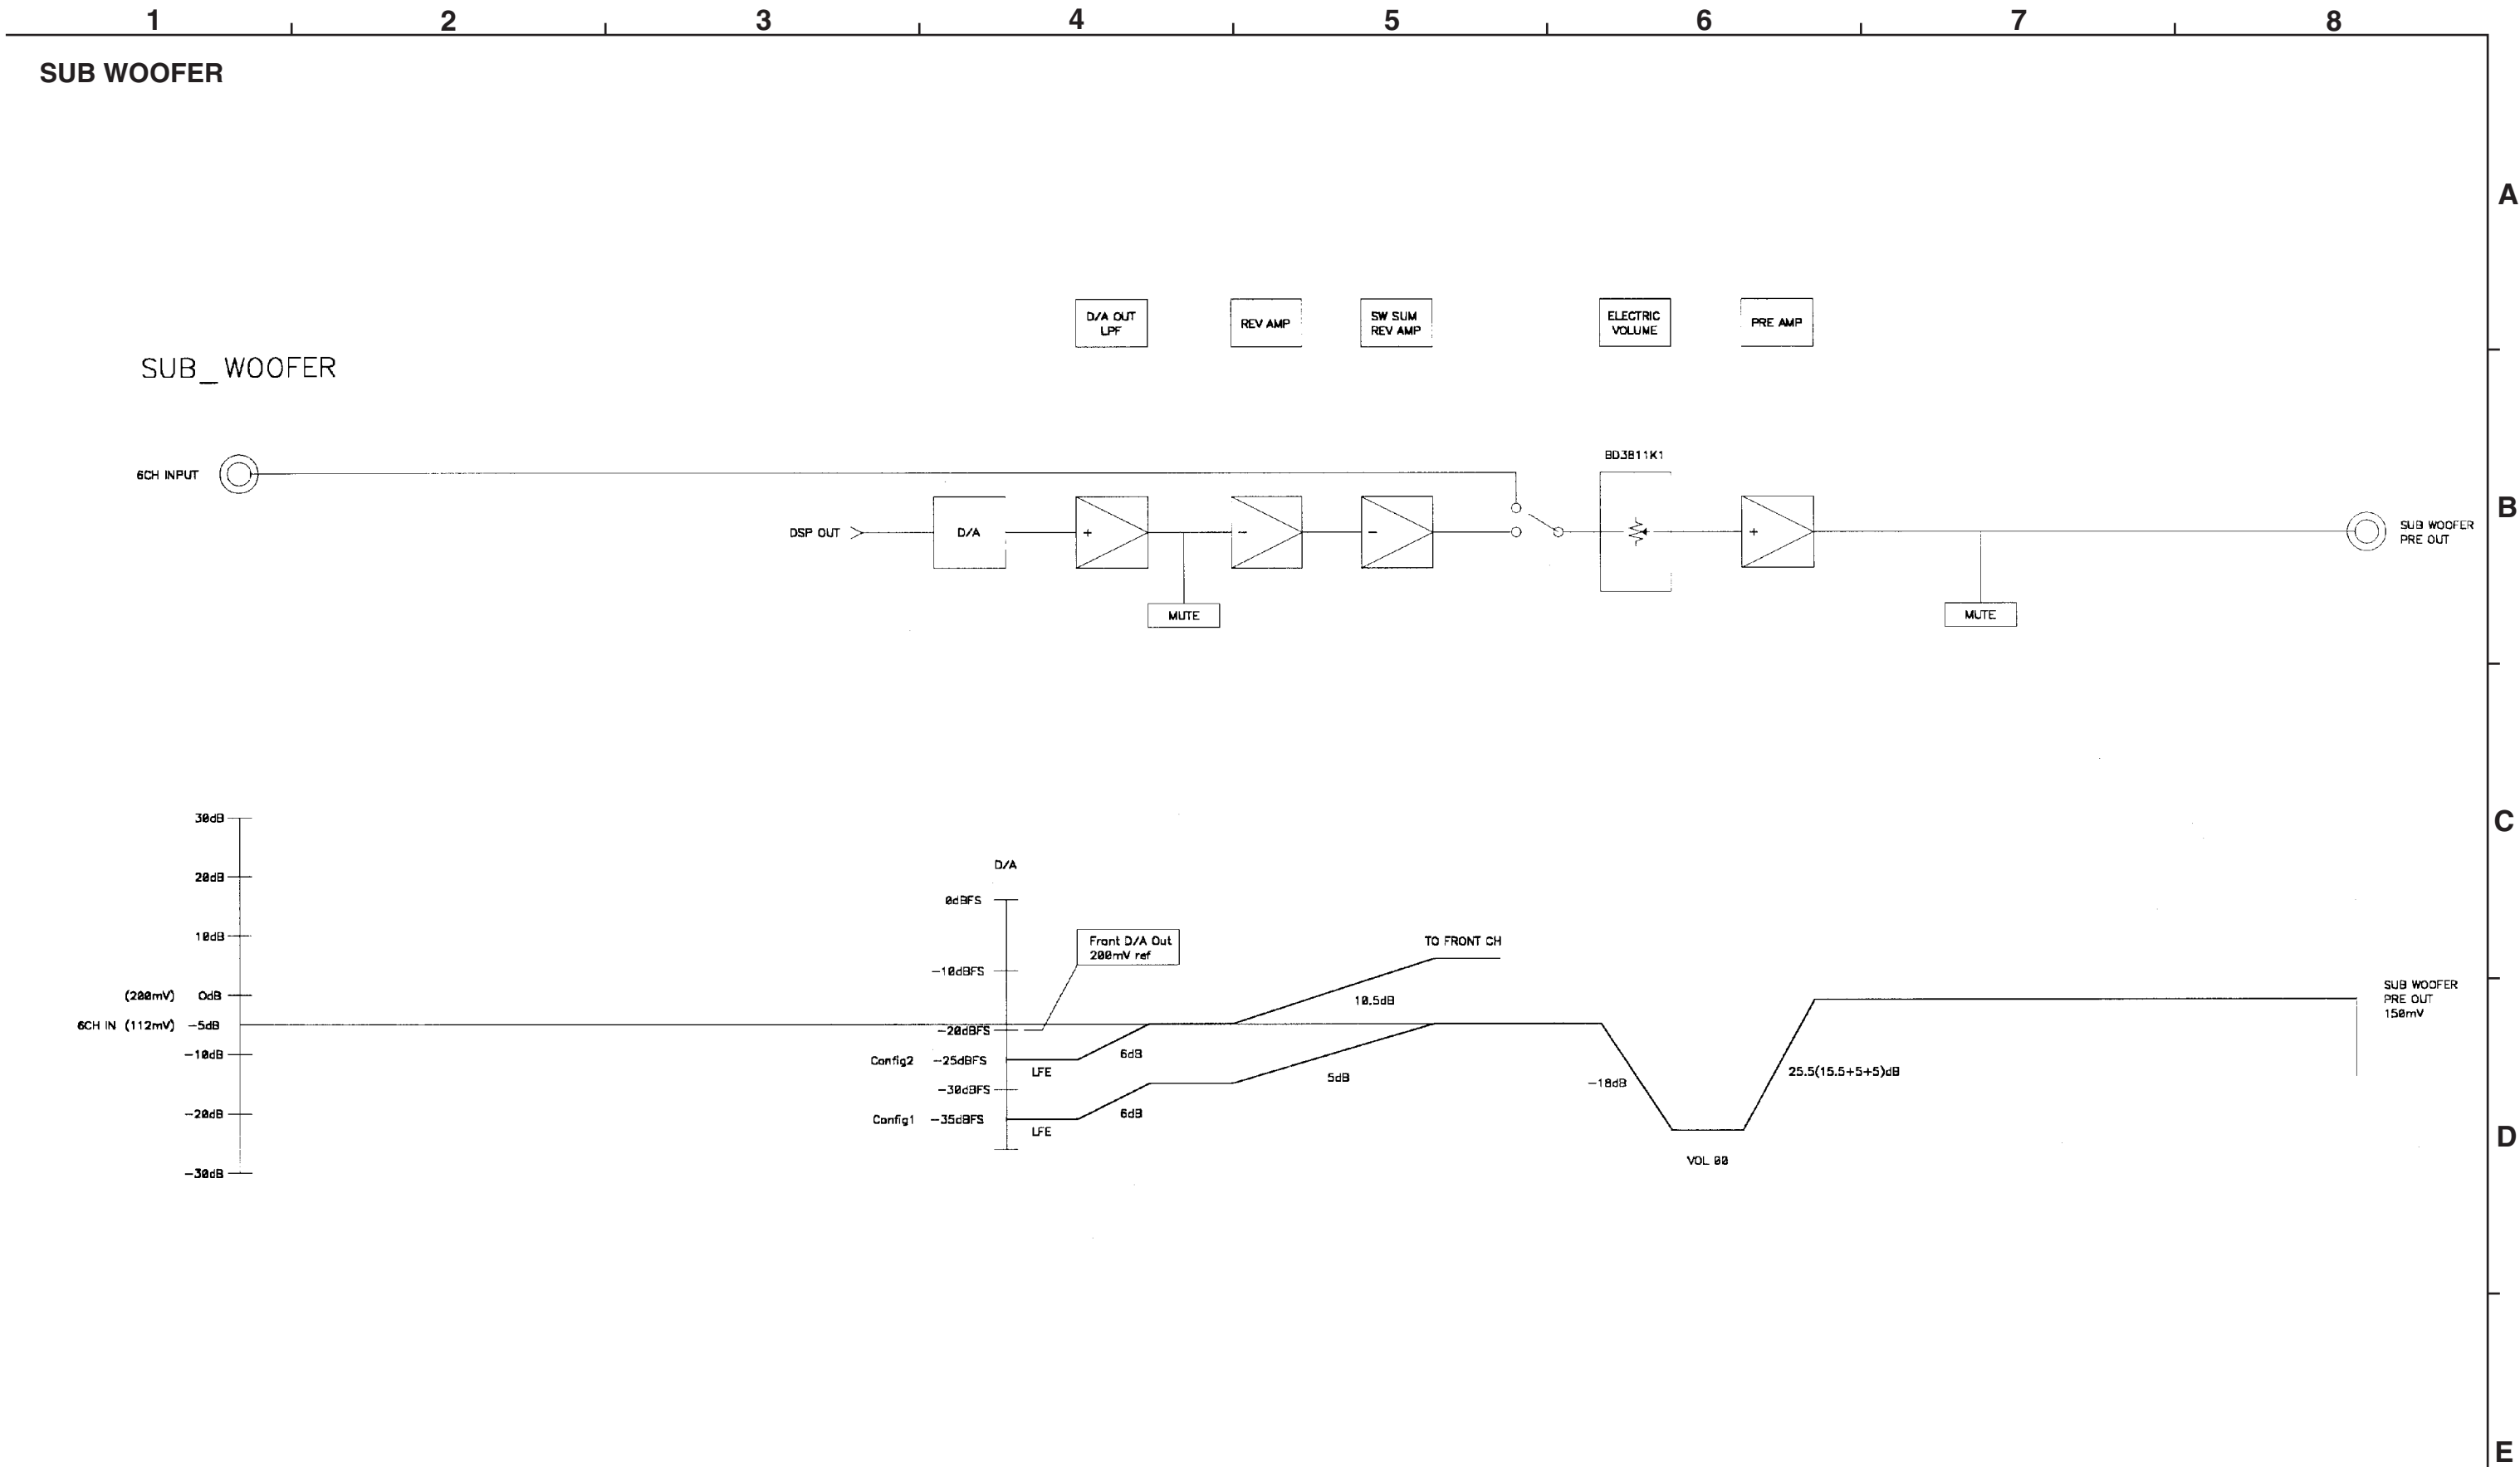 1 2 3 4 5 6 7 8
SUB WOOFER
A
D/A OUT
LPF
REV AMP
SW SUM
REV AMP
ELECTRIC
VOLUME
PRE AMP
SUB_WOOFER
BD3811K1
6CH INPUT
B
DSP OUT
D/A
+
−
−
+
SUB WOOFER
PRE OUT
MUTE
MUTE
C
30dB
20dB
10dB
(200mV) 0dB
6CH IN (112mV) −5dB
−10dB
−20dB
−30dB
D/A
0dBFS
−10dBFS
−20dBFS
Config2 −25dBFS
−30dBFS
Config1 −35dBFS
Front D/A Out
200mV ref
TO FRONT CH
10.5dB
6dB
LFE
5dB
6dB
LFE
−18dB
25.5(15.5+5+5)dB
VOL 00
SUB WOOFER
PRE OUT
150mV
D
E